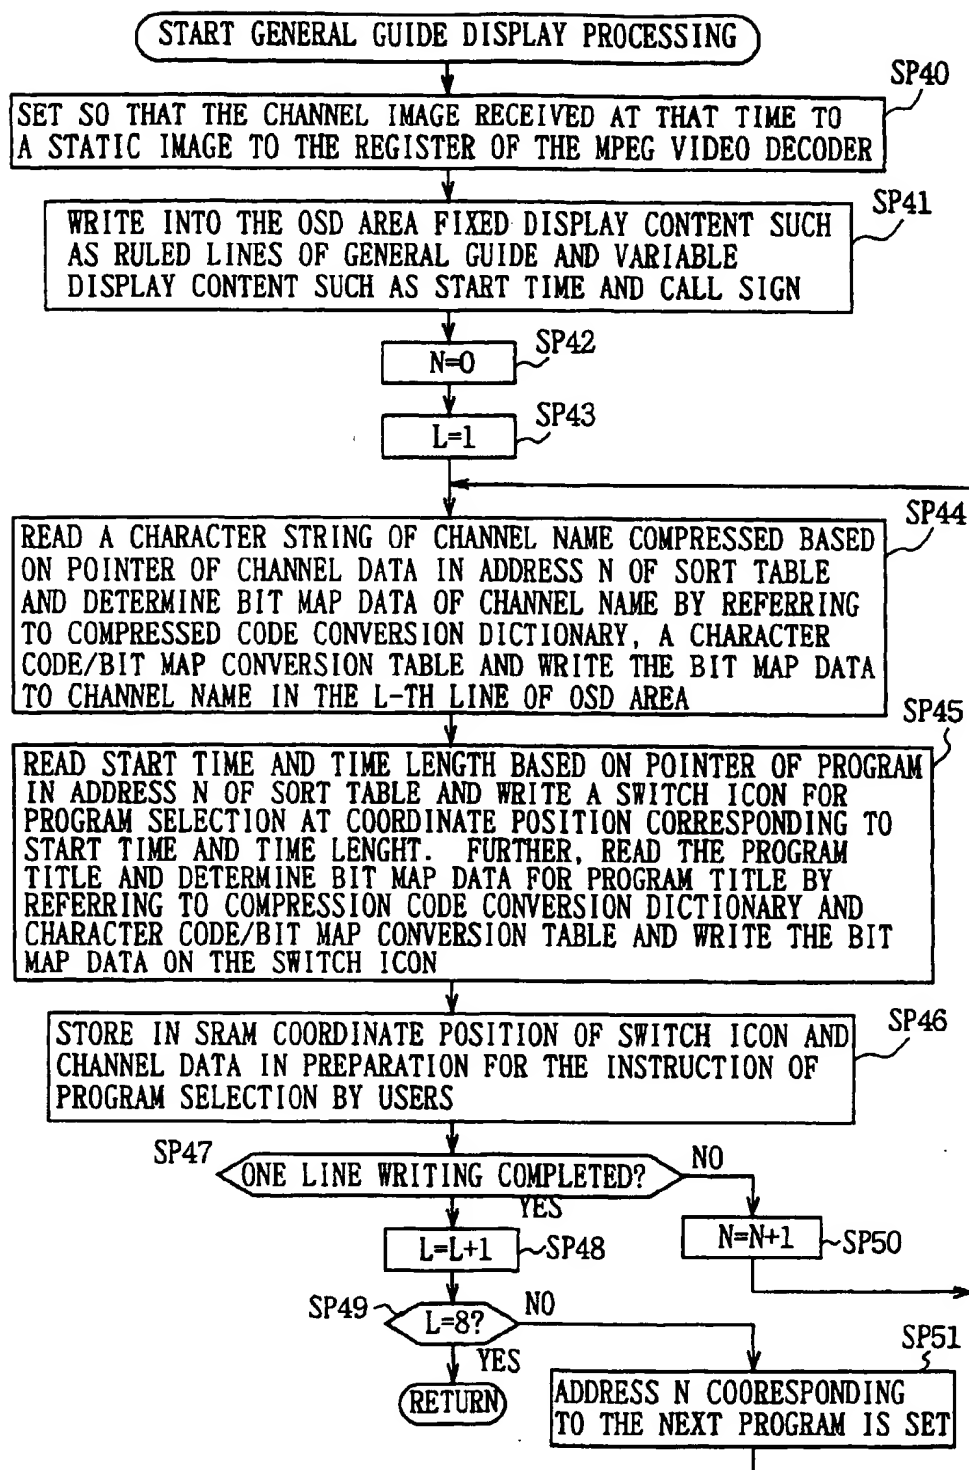 START GENERAL GUIDE DISPLAY PROCESSING
SP40
SET SO THAT THE CHANNEL IMAGE RECEIVED AT THAT TIME TO
A STATIC IMAGE TO THE REGISTER OF THE MPEG VIDEO DECODER
SP41
WRITE INTO THE OSD AREA FIXED DISPLAY CONTENT SUCH
AS RULED LINES OF GENERAL GUIDE AND VARIABLE
DISPLAY CONTENT SUCH AS START TIME AND CALL SIGN
SP42
N=0
SP43
L=1
SP44
READ A CHARACTER STRING OF CHANNEL NAME COMPRESSED BASED
ON POINTER OF CHANNEL DATA IN ADDRESS N OF SORT TABLE
AND DETERMINE BIT MAP DATA OF CHANNEL NAME BY REFERRING
TO COMPRESSED CODE CONVERSION DICTIONARY, A CHARACTER
CODE/BIT MAP CONVERSION TABLE AND WRITE THE BIT MAP DATA
TO CHANNEL NAME IN THE L-TH LINE OF OSD AREA
SP45
READ START TIME AND TIME LENGTH BASED ON POINTER OF PROGRAM
IN ADDRESS N OF SORT TABLE AND WRITE A SWITCH ICON FOR
PROGRAM SELECTION AT COORDINATE POSITION CORRESPONDING TO
START TIME AND TIME LENGHT. FURTHER, READ THE PROGRAM
TITLE AND DETERMINE BIT MAP DATA FOR PROGRAM TITLE BY
REFERRING TO COMPRESSION CODE CONVERSION DICTIONARY AND
CHARACTER CODE/BIT MAP CONVERSION TABLE AND WRITE THE BIT
MAP DATA ON THE SWITCH ICON
SP46
STORE IN SRAM COORDINATE POSITION OF SWITCH ICON AND
CHANNEL DATA IN PREPARATION FOR THE INSTRUCTION OF
PROGRAM SELECTION BY USERS
SP47
ONE LINE WRITING COMPLETED?
NO
YES
L=L+1
SP48
N=N+1
SP50
SP49
L=8?
NO
YES
RETURN
SP51
ADDRESS N COORESPONDING
TO THE NEXT PROGRAM IS SET